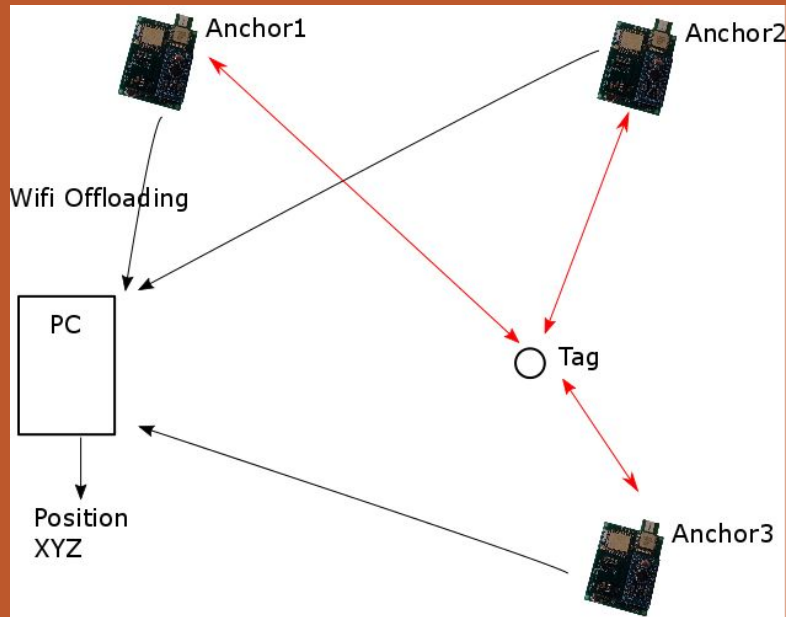 Anchor1
Anchor2
Wifi Offloading
PC
Tag
Position
XYZ
Anchor3